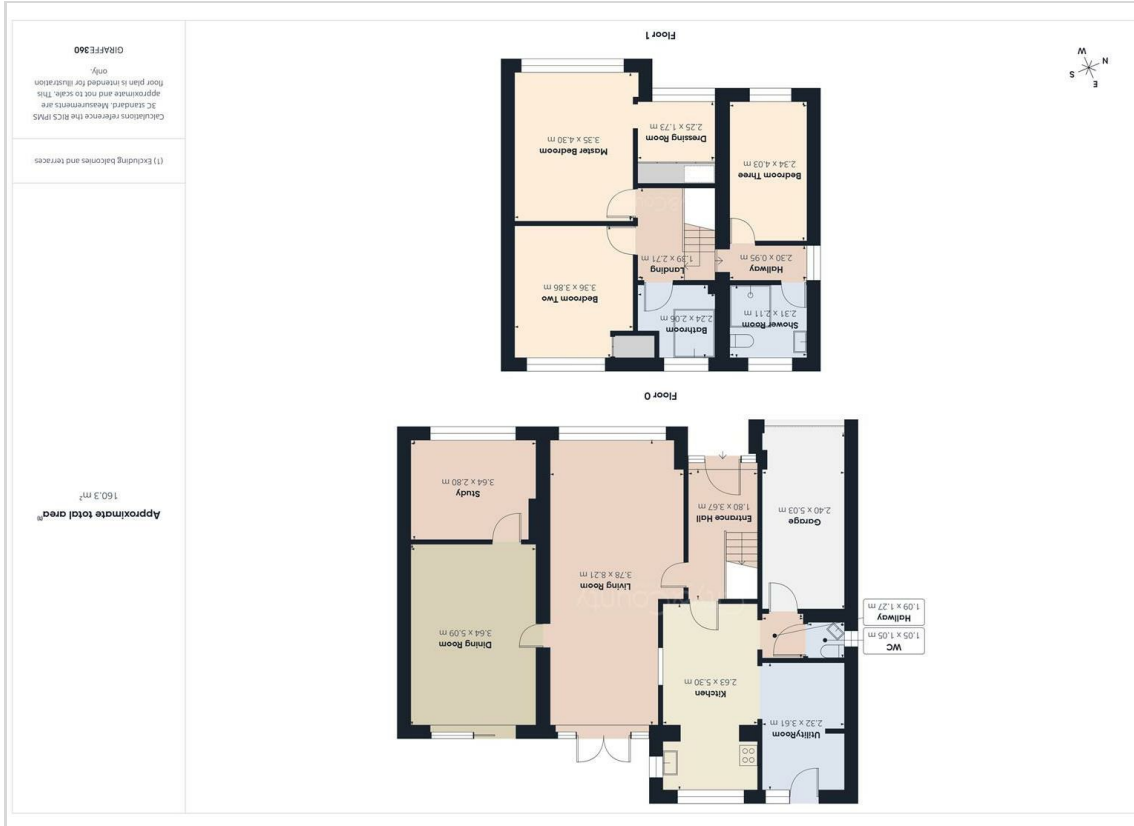 UtilityRoom
2.32 x 3.61 m
Kitchen
2.63 x 5.30 m
Dining Room
3.64 x 5.09 m
WC
1.05 x 1.05 m
Hallway
1.09 x 1.27 m
Living Room
3.78 x 8.21 m
Garage
2.40 x 5.03 m
Entrance Hall
1.80 x 3.67 m
Study
3.64 x 2.80 m
Floor 0
Shower Room
2.31 x 2.11 m
Bathroom
2.24 x 2.06 m
Bedroom Two
3.36 x 3.86 m
Hallway
2.30 x 0.95 m
Landing
1.39 x 2.71 m
Bedroom Three
2.34 x 4.03 m
Dressing Room
2.25 x 1.73 m
Master Bedroom
3.35 x 4.30 m
Floor 1
E
S
N
W
Approximate total area⁽¹⁾
160.3 m²
(1) Excluding balconies and terraces
Calculations reference the RICS IPMS
3C standard. Measurements are
approximate and not to scale. This
floor plan is intended for illustration
only.
GIRAFFE360